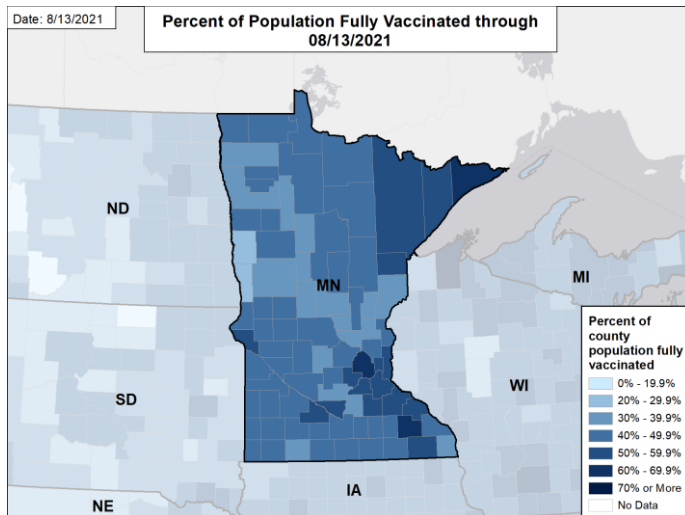 Date: 8/13/2021
Percent of Population Fully Vaccinated through
08/13/2021
ND
MN
MI
SD
WI
NE
IA
Percent of
county
population fully
vaccinated
0% - 19.9%
20% - 29.9%
30% - 39.9%
40% - 49.9%
50% - 59.9%
60% - 69.9%
70% or More
No Data